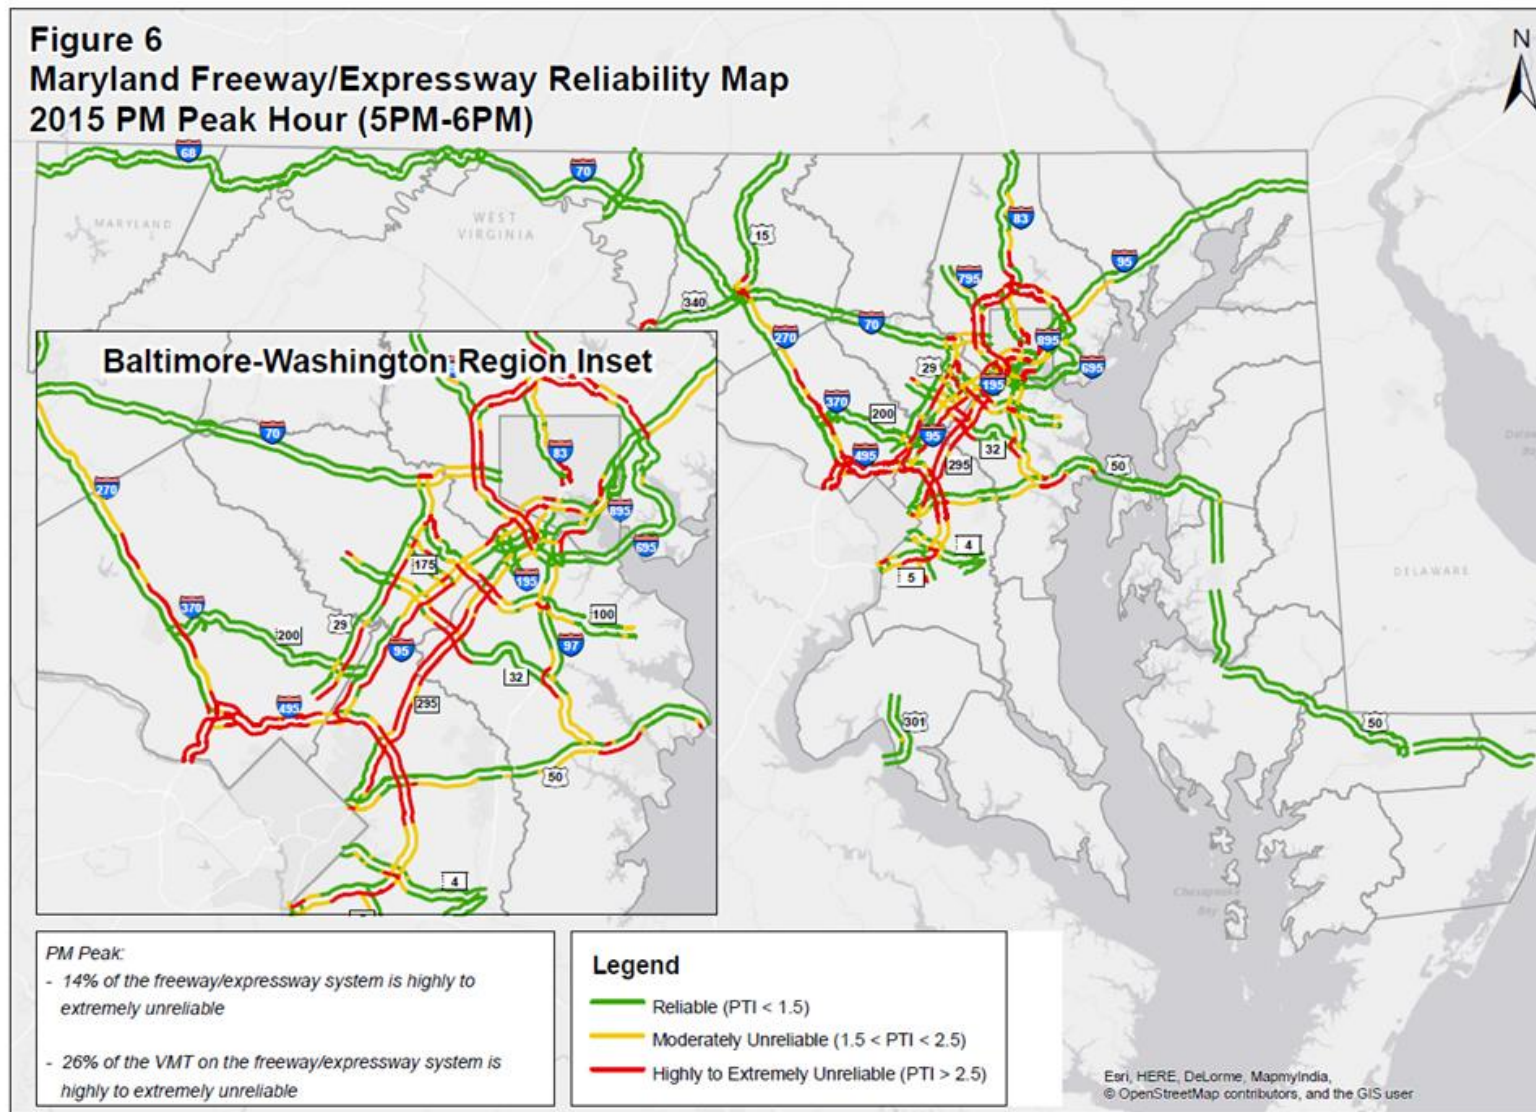 Figure 6
Maryland Freeway/Expressway Reliability Map
2015 PM Peak Hour (5PM-6PM)
N
68
70
MARYLAND
WEST
VIRGINIA
15
83
95
795
340
70
270
895
29
695
195
370
200
95
495
32
295
50
4
5
DELAWARE
301
50
Chesapeake
Bay
Baltimore-Washington Region Inset
70
83
270
895
695
175
195
370
100
29
200
95
97
32
495
295
50
4
PM Peak:
- 14% of the freeway/expressway system is highly to
extremely unreliable
- 26% of the VMT on the freeway/expressway system is
highly to extremely unreliable
Legend
Reliable (PTI < 1.5)
Moderately Unreliable (1.5 < PTI < 2.5)
Highly to Extremely Unreliable (PTI > 2.5)
Esri, HERE, DeLorme, MapmyIndia,
© OpenStreetMap contributors, and the GIS user